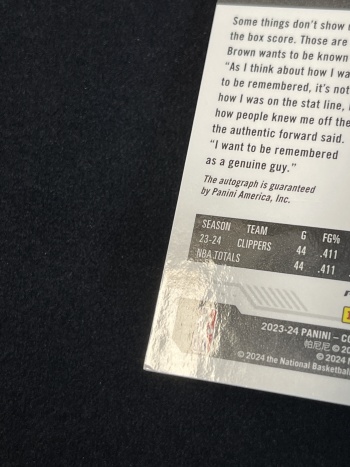 Some things don't show
the box score. Those are
Brown wants to be known
"As I think about how I wa
to be remembered, it's not
how I was on the stat line,
how people knew me off the
the authentic forward said.
"I want to be remembered
as a genuine guy."
The autograph is guaranteed
by Panini America, Inc.
SEASON TEAM G FG%
23-24 CLIPPERS 44 .411
NBA TOTALS 44 .411
2023-24 PANINI – CO
帕尼尼 © 20
© 2024
© 2024 the National Basketbal